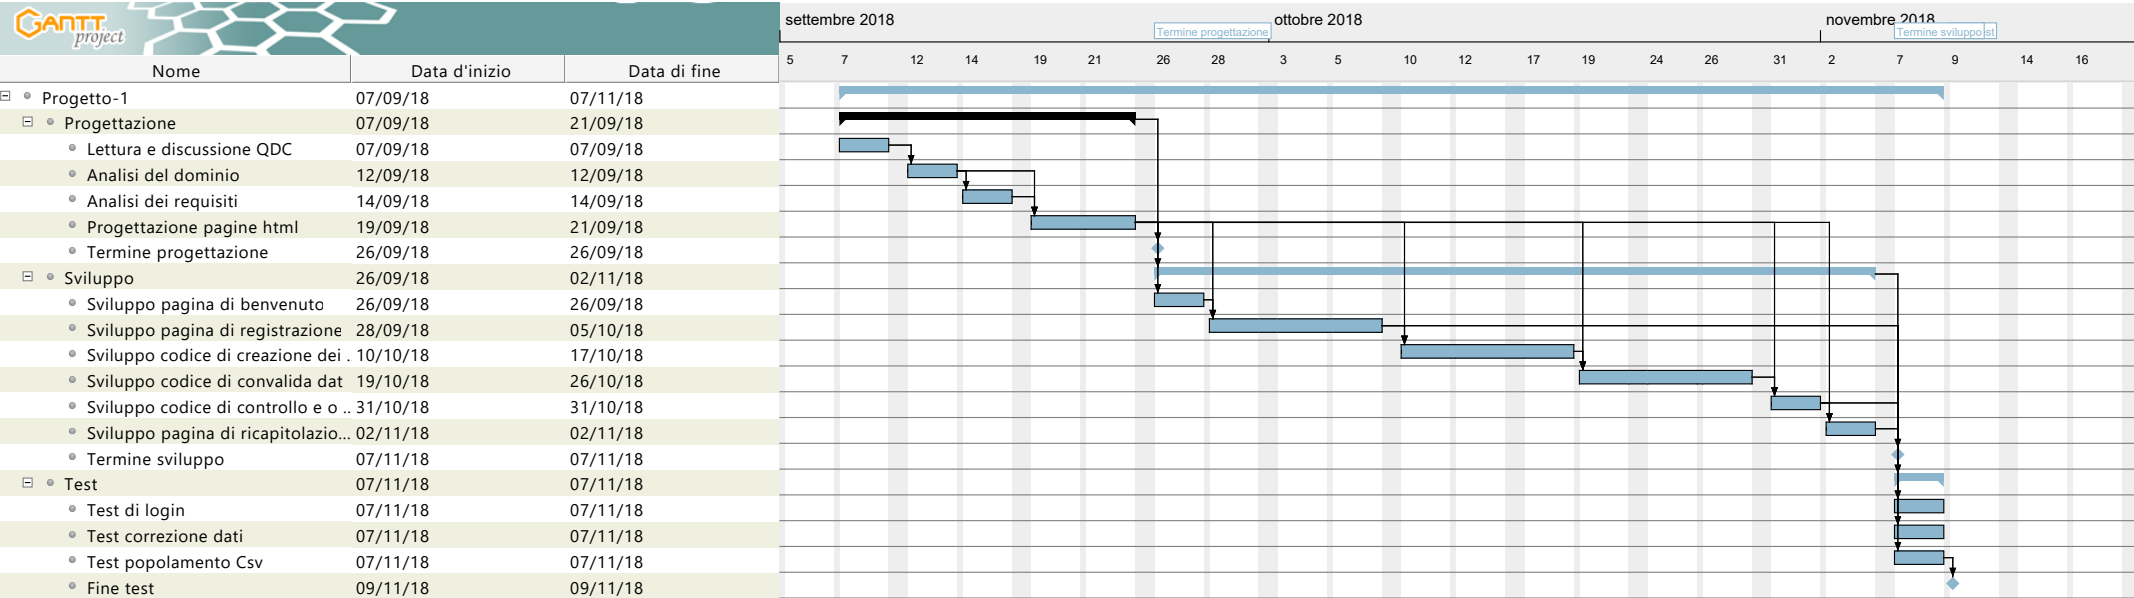 GANTT
project
settembre 2018 ottobre 2018 novembre 2018
Termine progettazione Termine sviluppo st
Nome Data d'inizio Data di fine 5 7 12 14 19 21 26 28 3 5 10 12 17 19 24 26 31 2 7 9 14 16
Progetto-1 07/09/18 07/11/18
Progettazione 07/09/18 21/09/18
Lettura e discussione QDC 07/09/18 07/09/18
Analisi del dominio 12/09/18 12/09/18
Analisi dei requisiti 14/09/18 14/09/18
Progettazione pagine html 19/09/18 21/09/18
Termine progettazione 26/09/18 26/09/18
Sviluppo 26/09/18 02/11/18
Sviluppo pagina di benvenuto 26/09/18 26/09/18
Sviluppo pagina di registrazione 28/09/18 05/10/18
Sviluppo codice di creazione dei . 10/10/18 17/10/18
Sviluppo codice di convalida dat 19/10/18 26/10/18
Sviluppo codice di controllo e o .. 31/10/18 31/10/18
Sviluppo pagina di ricapitolazio... 02/11/18 02/11/18
Termine sviluppo 07/11/18 07/11/18
Test 07/11/18 07/11/18
Test di login 07/11/18 07/11/18
Test correzione dati 07/11/18 07/11/18
Test popolamento Csv 07/11/18 07/11/18
Fine test 09/11/18 09/11/18